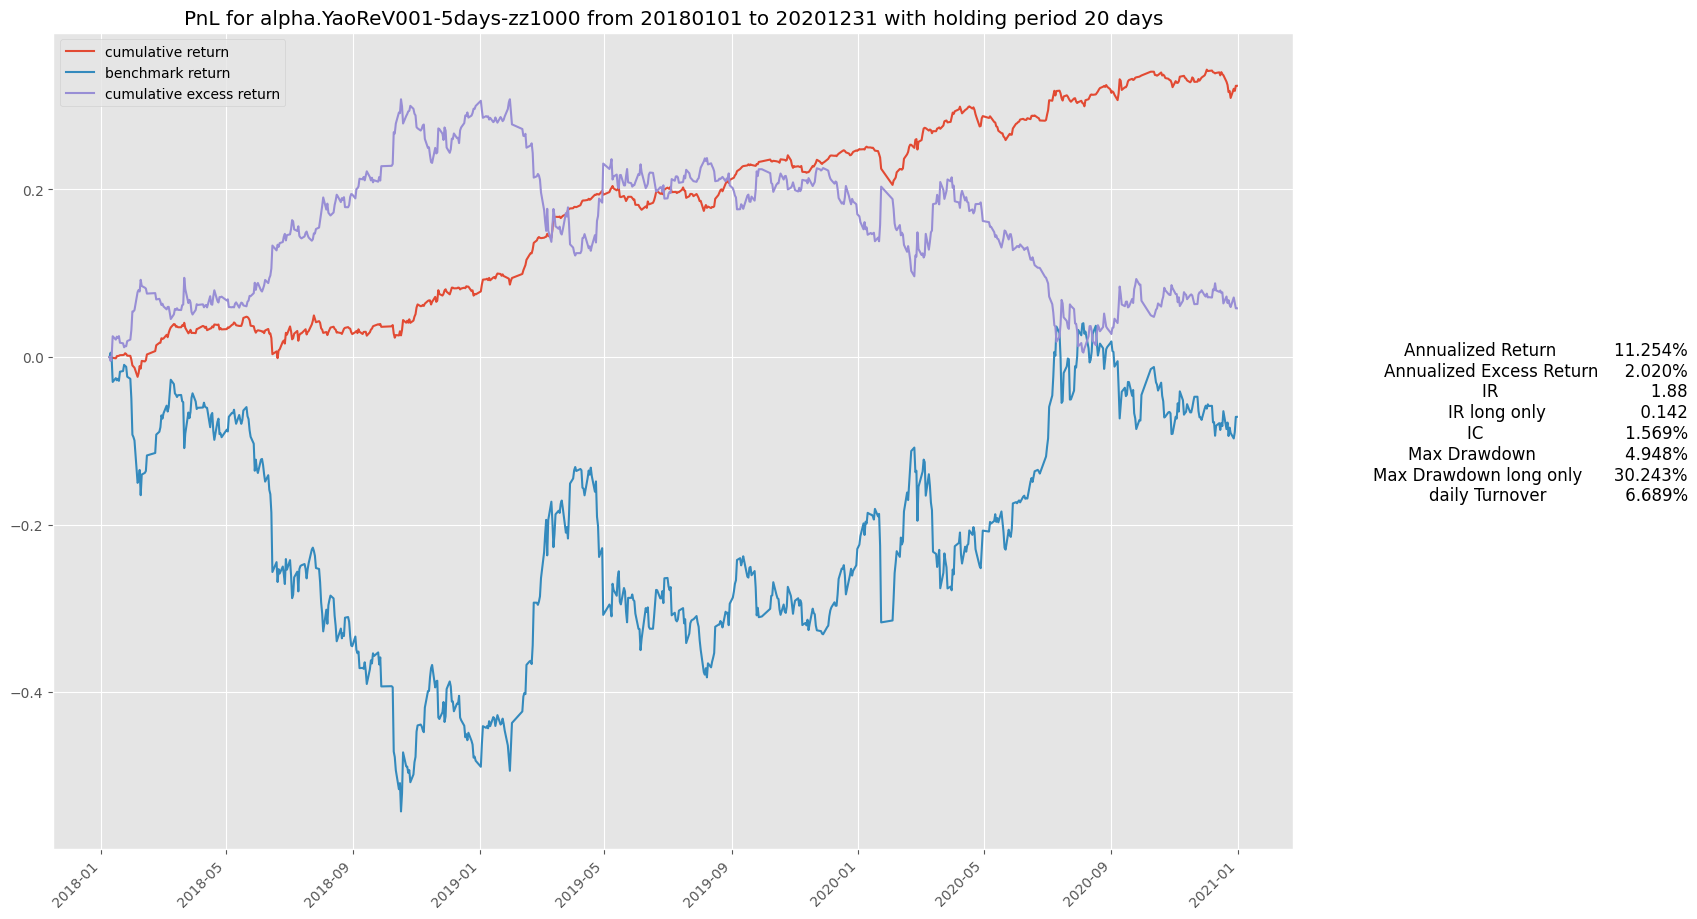 PnL for alpha.YaoReV001-5days-zz1000 from 20180101 to 20201231 with holding period 20 days
cumulative return
benchmark return
cumulative excess return
0.2
0.0
−0.2
−0.4
2018-01
2018-05
2018-09
2019-01
2019-05
2019-09
2020-01
2020-05
2020-09
2021-01
Annualized Return 11.254%
Annualized Excess Return 2.020%
IR 1.88
IR long only 0.142
IC 1.569%
Max Drawdown 4.948%
Max Drawdown long only 30.243%
daily Turnover 6.689%